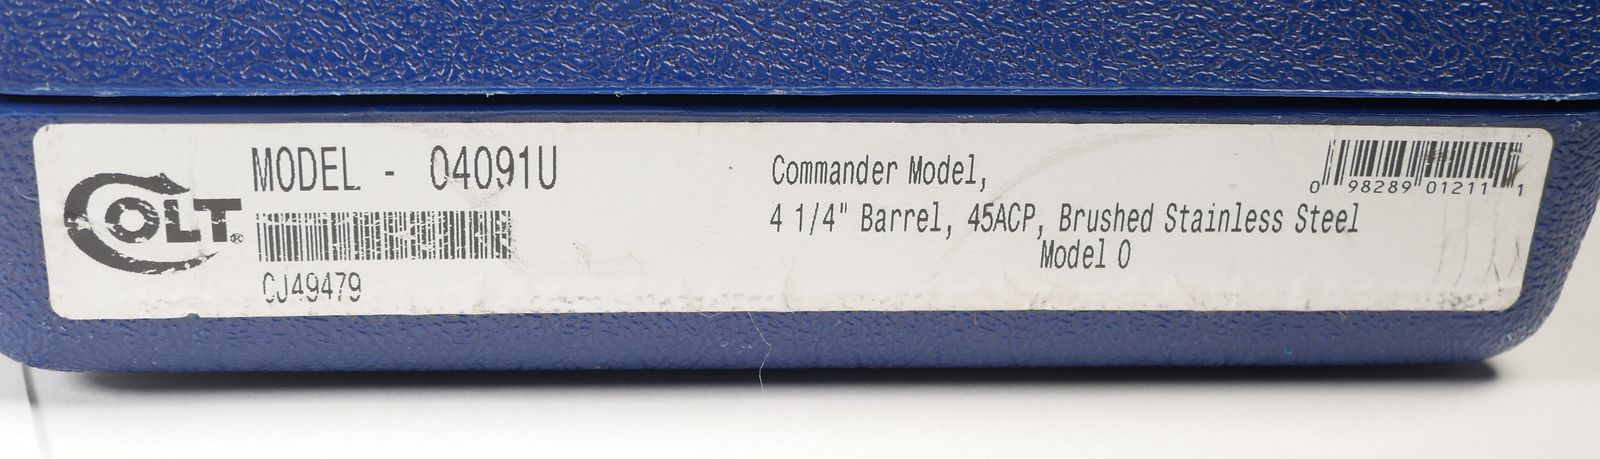 COLT®
MODEL - 04091U
CJ49479
Commander Model,
4 1/4" Barrel, 45ACP, Brushed Stainless Steel
Model O
0 98289 01211 1